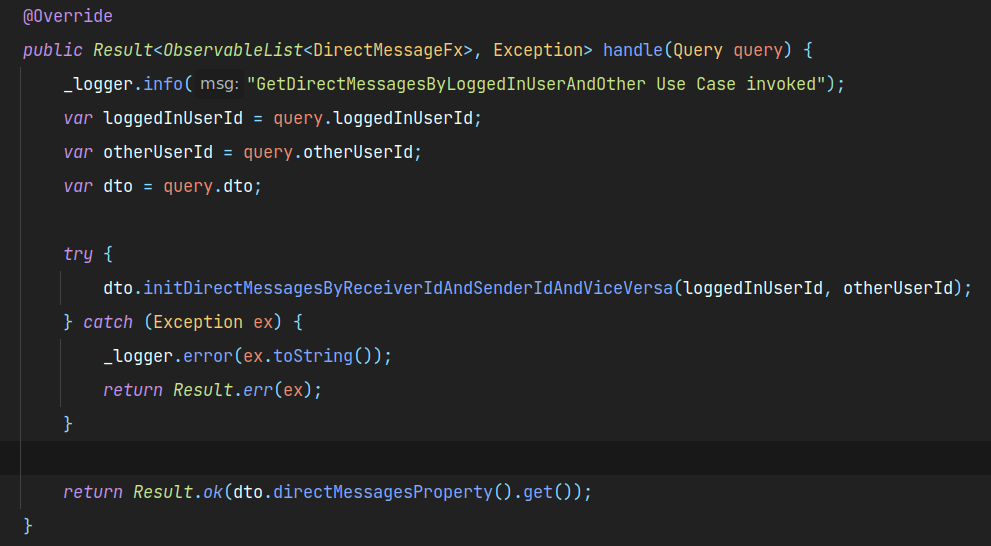 @Override
public Result<ObservableList<DirectMessageFx>, Exception> handle(Query query) {
    _logger.info( msg: "GetDirectMessagesByLoggedInUserAndOther Use Case invoked");
    var loggedInUserId = query.loggedInUserId;
    var otherUserId = query.otherUserId;
    var dto = query.dto;

    try {
        dto.initDirectMessagesByReceiverIdAndSenderIdAndViceVersa(loggedInUserId, otherUserId);
    } catch (Exception ex) {
        _logger.error(ex.toString());
        return Result.err(ex);
    }

    return Result.ok(dto.directMessagesProperty().get());
}